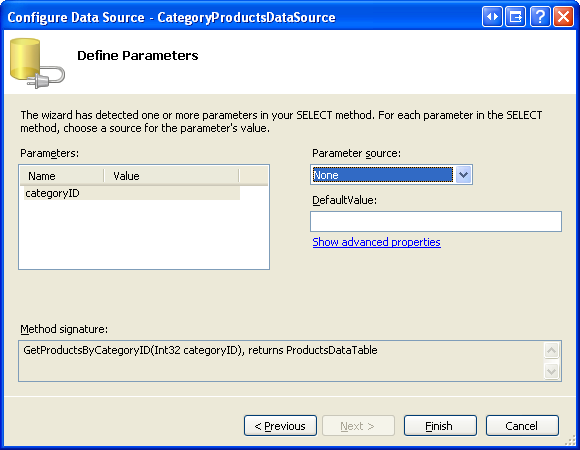 Configure Data Source - CategoryProductsDataSource
Define Parameters
The wizard has detected one or more parameters in your SELECT method. For each parameter in the SELECT
method, choose a source for the parameter's value.
Parameters:
Name Value
categoryID
Parameter source:
None
DefaultValue:
Show advanced properties
Method signature:
GetProductsByCategoryID(Int32 categoryID), returns ProductsDataTable
< Previous Next > Finish Cancel